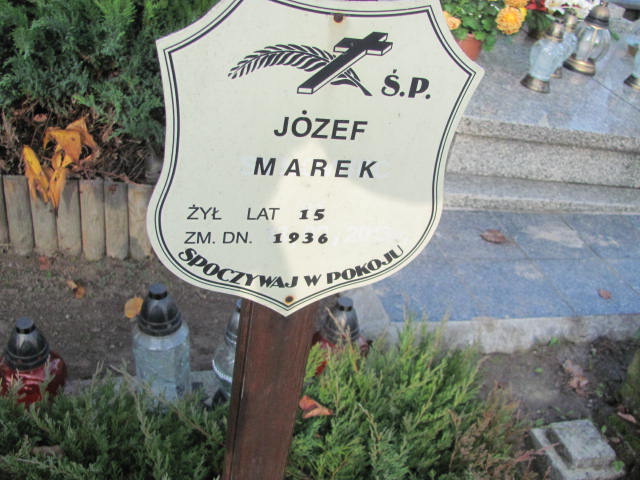 Ś.P.
JÓZEF
MAREK
ŻYŁ LAT 15
ZM. DN. 1936
SPOCZYWAJ W POKOJU